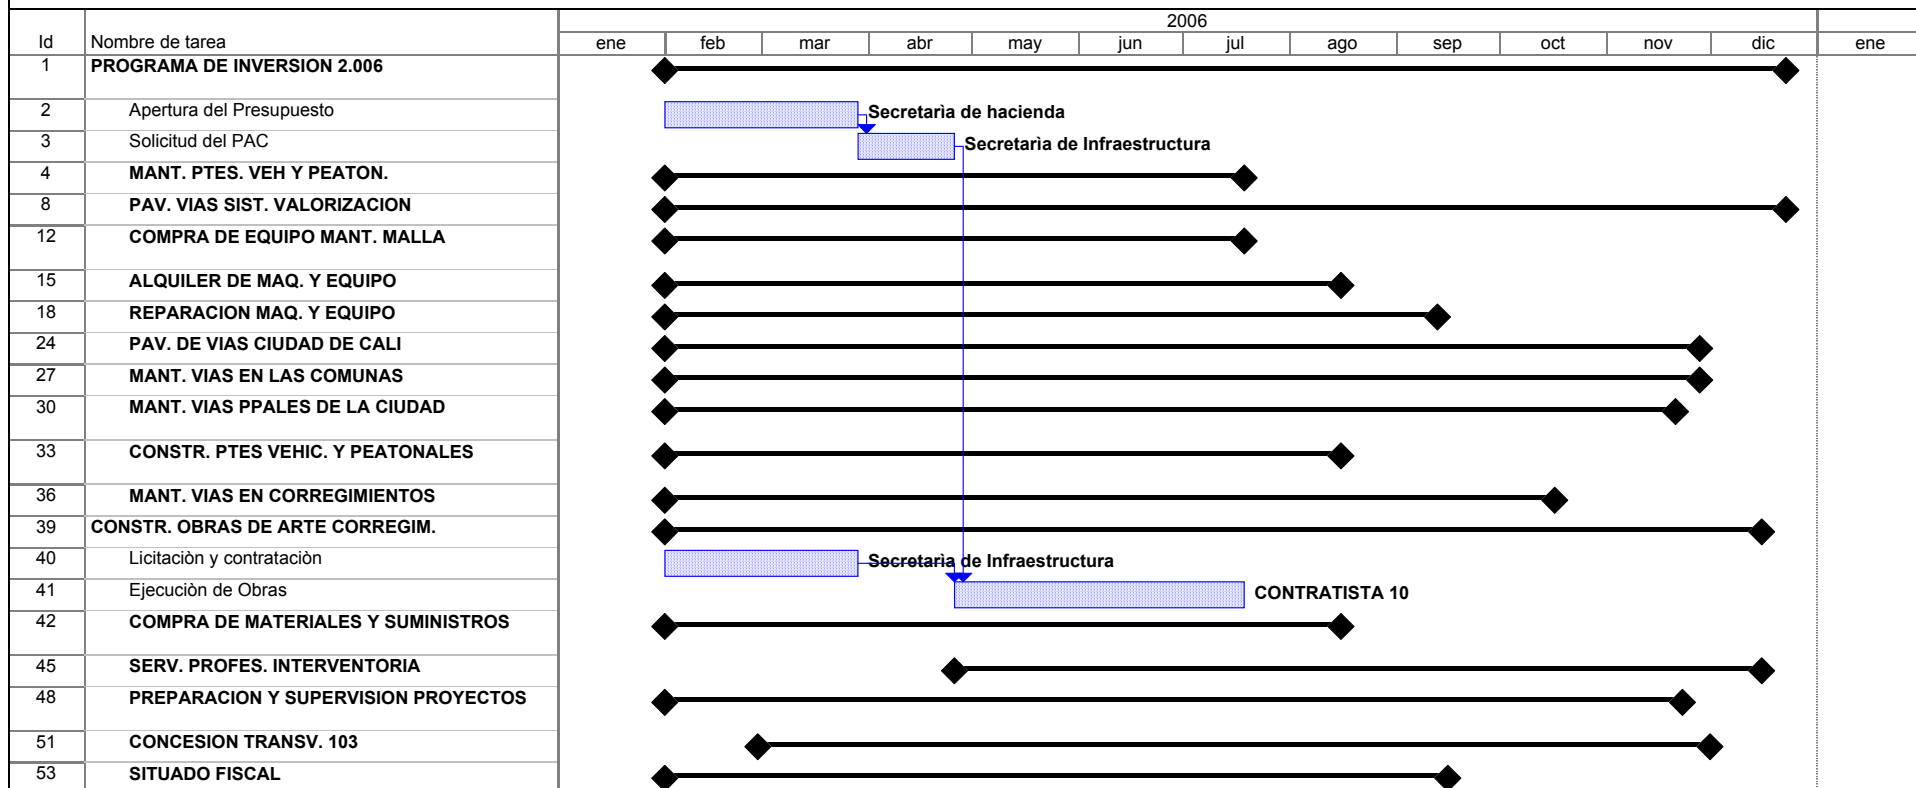 2006
Id Nombre de tarea ene feb mar abr may jun jul ago sep oct nov dic ene
1 PROGRAMA DE INVERSION 2.006
2 Apertura del Presupuesto Secretarìa de hacienda
3 Solicitud del PAC Secretarìa de Infraestructura
4 MANT. PTES. VEH Y PEATON.
8 PAV. VIAS SIST. VALORIZACION
12 COMPRA DE EQUIPO MANT. MALLA
15 ALQUILER DE MAQ. Y EQUIPO
18 REPARACION MAQ. Y EQUIPO
24 PAV. DE VIAS CIUDAD DE CALI
27 MANT. VIAS EN LAS COMUNAS
30 MANT. VIAS PPALES DE LA CIUDAD
33 CONSTR. PTES VEHIC. Y PEATONALES
36 MANT. VIAS EN CORREGIMIENTOS
39 CONSTR. OBRAS DE ARTE CORREGIM.
40 Licitaciòn y contrataciòn Secretarìa de Infraestructura
41 Ejecuciòn de Obras CONTRATISTA 10
42 COMPRA DE MATERIALES Y SUMINISTROS
45 SERV. PROFES. INTERVENTORIA
48 PREPARACION Y SUPERVISION PROYECTOS
51 CONCESION TRANSV. 103
53 SITUADO FISCAL